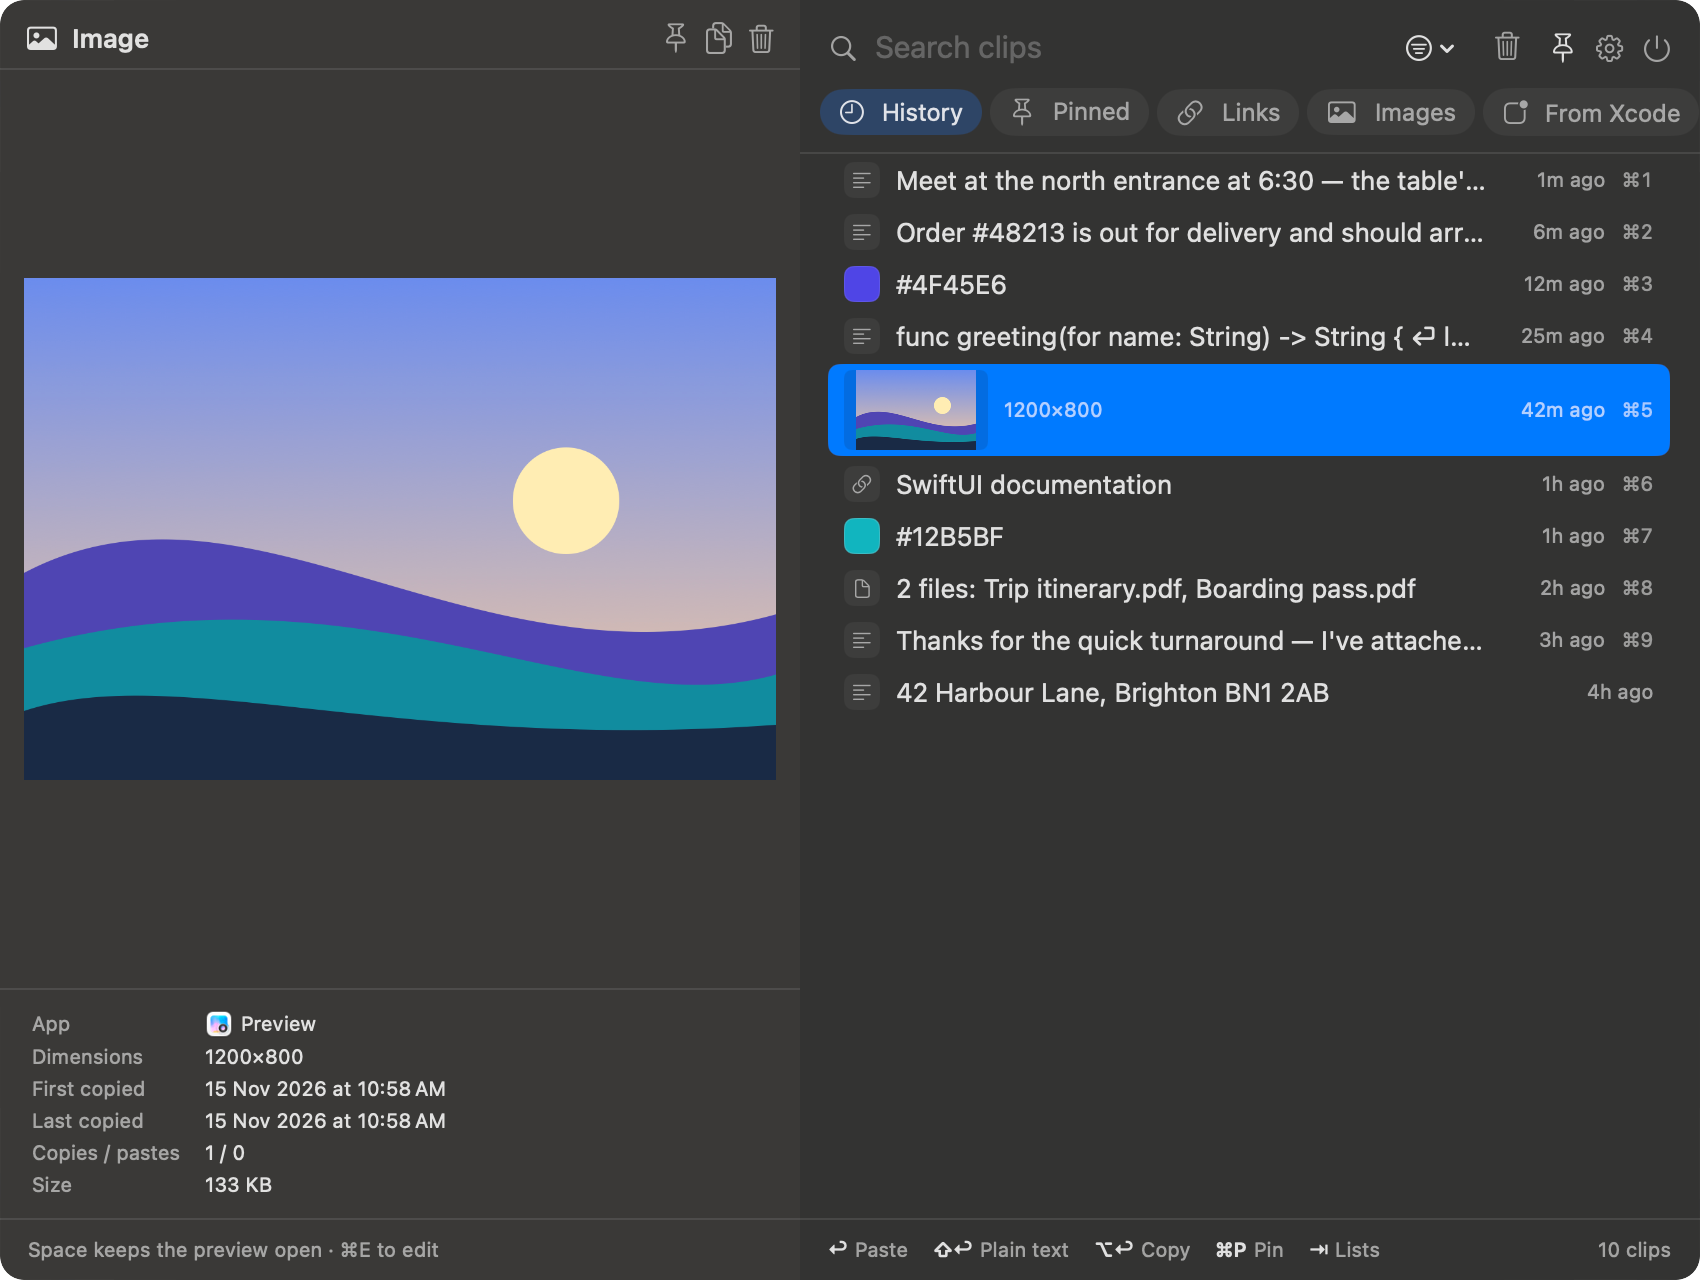 Image
Search clips
History
Pinned
Links
Images
From Xcode
Meet at the north entrance at 6:30 — the table'... 1m ago ⌘1
Order #48213 is out for delivery and should arr... 6m ago ⌘2
#4F45E6 12m ago ⌘3
func greeting(for name: String) -> String { ↩ l... 25m ago ⌘4
1200×800 42m ago ⌘5
SwiftUI documentation 1h ago ⌘6
#12B5BF 1h ago ⌘7
2 files: Trip itinerary.pdf, Boarding pass.pdf 2h ago ⌘8
Thanks for the quick turnaround — I've attache... 3h ago ⌘9
42 Harbour Lane, Brighton BN1 2AB 4h ago
App Preview
Dimensions 1200×800
First copied 15 Nov 2026 at 10:58 AM
Last copied 15 Nov 2026 at 10:58 AM
Copies / pastes 1 / 0
Size 133 KB
Space keeps the preview open · ⌘E to edit
↩ Paste ⇧↩ Plain text ⌥↩ Copy ⌘P Pin ⇥ Lists 10 clips